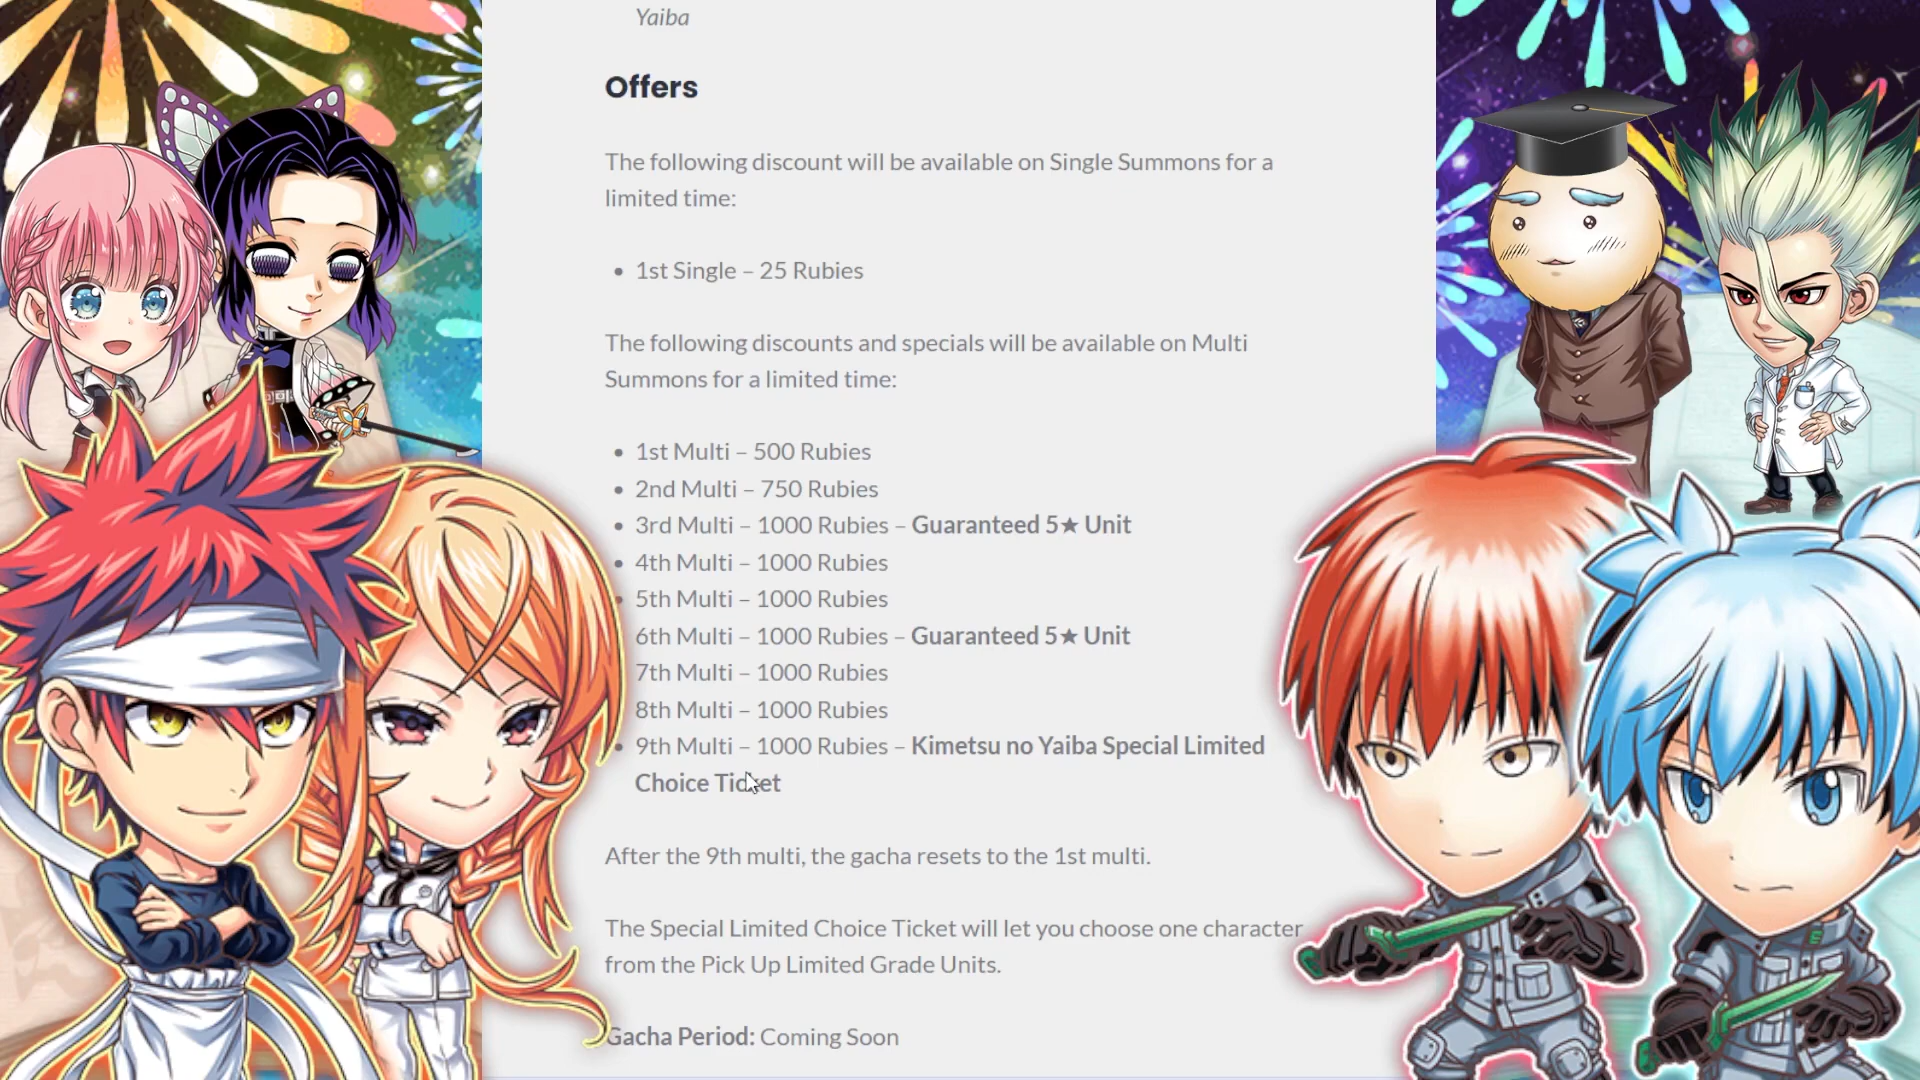 Yaiba
Offers
The following discount will be available on Single Summons for a
limited time:
• 1st Single – 25 Rubies
The following discounts and specials will be available on Multi
Summons for a limited time:
• 1st Multi – 500 Rubies
• 2nd Multi – 750 Rubies
• 3rd Multi – 1000 Rubies – Guaranteed 5★ Unit
• 4th Multi – 1000 Rubies
• 5th Multi – 1000 Rubies
6th Multi – 1000 Rubies – Guaranteed 5★ Unit
7th Multi – 1000 Rubies
8th Multi – 1000 Rubies
• 9th Multi – 1000 Rubies – Kimetsu no Yaiba Special Limited
Choice Ticket
After the 9th multi, the gacha resets to the 1st multi.
The Special Limited Choice Ticket will let you choose one character
from the Pick Up Limited Grade Units.
Gacha Period: Coming Soon